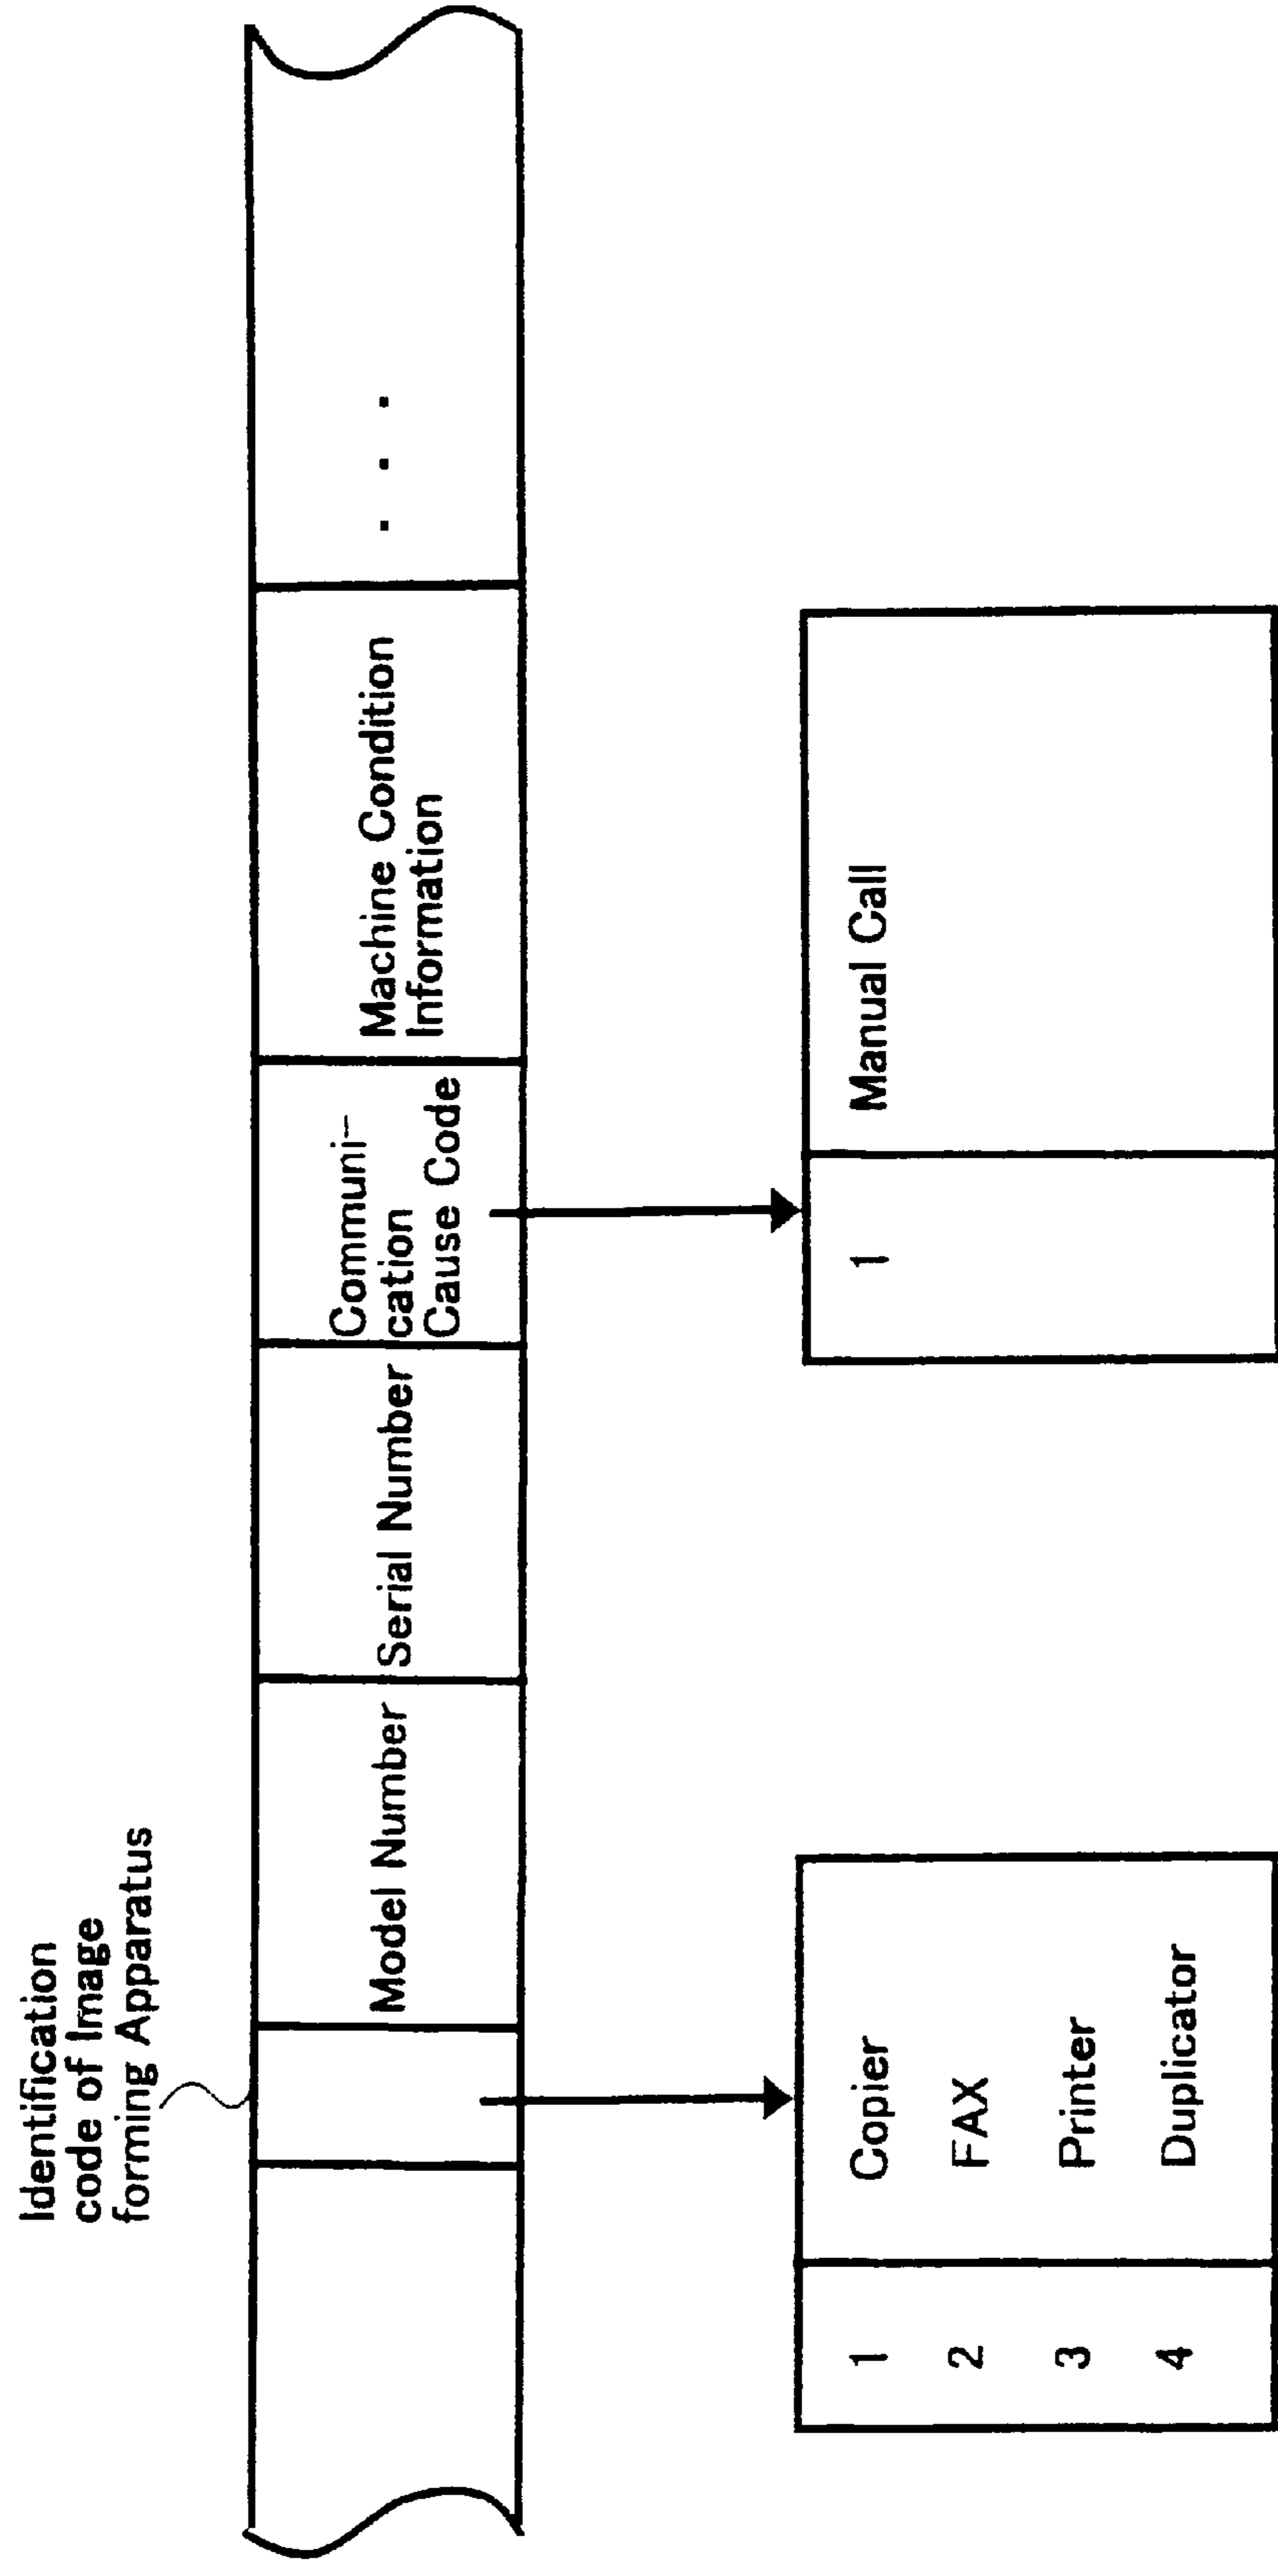 Identification
code of Image
forming Apparatus
Model Number
Serial Number
Communi-
cation
Cause Code
Machine Condition
Information
. . .
1 Copier
2 FAX
3 Printer
4 Duplicator
1 Manual Call